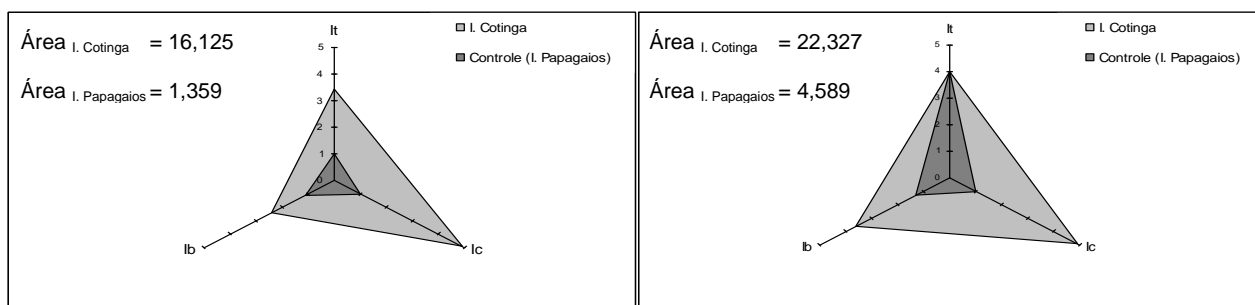 Área I. Cotinga = 16,125
Área I. Papagaios = 1,359
It
I. Cotinga
Controle (I. Papagaios)
5
4
3
2
1
0
Ib
Ic
Área I. Cotinga = 22,327
Área I. Papagaios = 4,589
It
I. Cotinga
Controle (I. Papagaios)
5
4
3
2
1
0
Ib
Ic